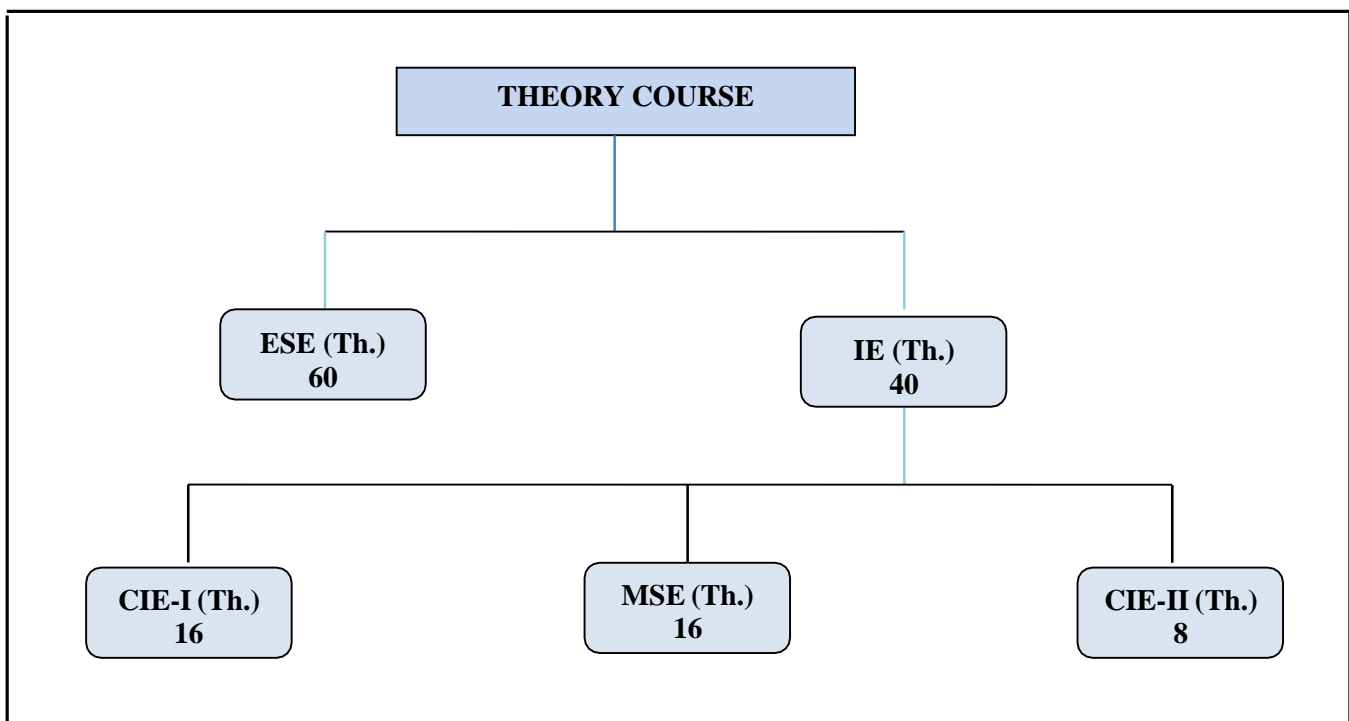 THEORY COURSE
ESE (Th.)
60
IE (Th.)
40
CIE-I (Th.)
16
MSE (Th.)
16
CIE-II (Th.)
8